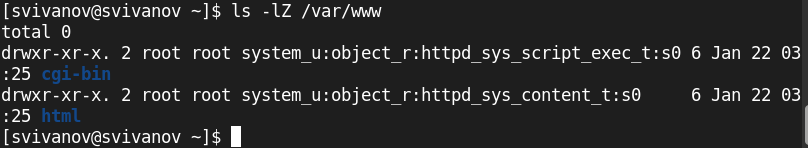 [svivanov@svivanov ~]$ ls -lZ /var/www
total 0
drwxr-xr-x. 2 root root system_u:object_r:httpd_sys_script_exec_t:s0 6 Jan 22 03
:25 cgi-bin
drwxr-xr-x. 2 root root system_u:object_r:httpd_sys_content_t:s0     6 Jan 22 03
:25 html
[svivanov@svivanov ~]$